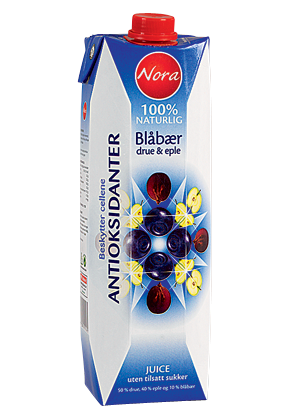 Nora
100%
NATURLIG
Blåbær
drue & eple
Beskytter cellene
ANTIOKSIDANTER
JUICE
uten tilsatt sukker
50 % drue, 40 % eple og 10 % blåbær